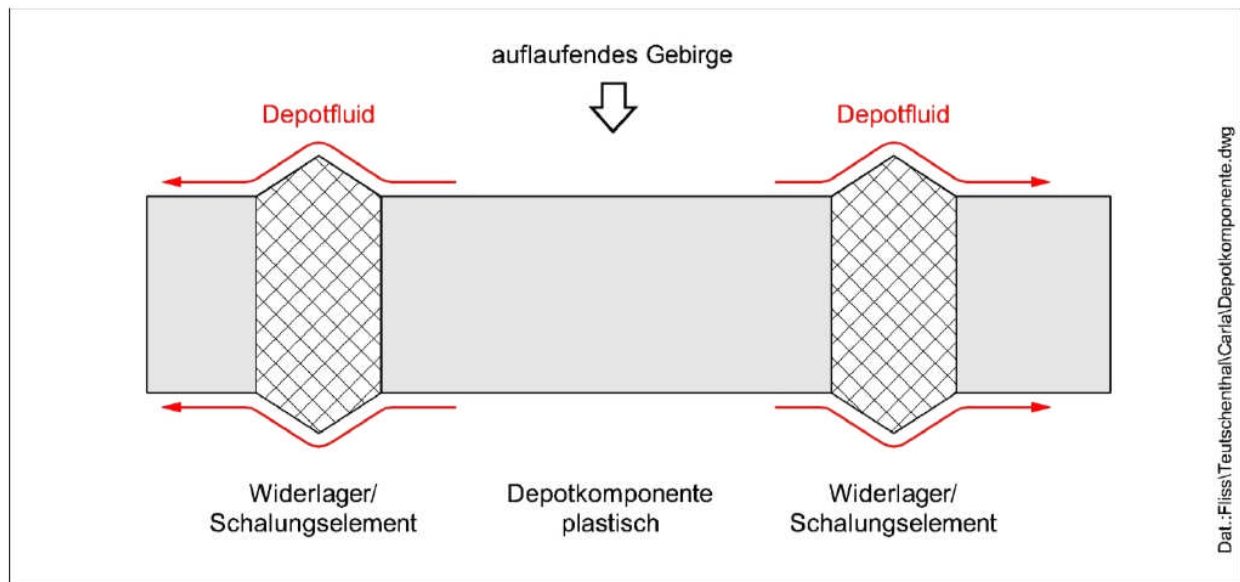 auflaufendes Gebirge
Depotfluid
Depotfluid
Widerlager/
Schalungselement
Depotkomponente
plastisch
Widerlager/
Schalungselement
Dat.:Fliss\Teutschenthal\Carla\Depotkomponente.dwg